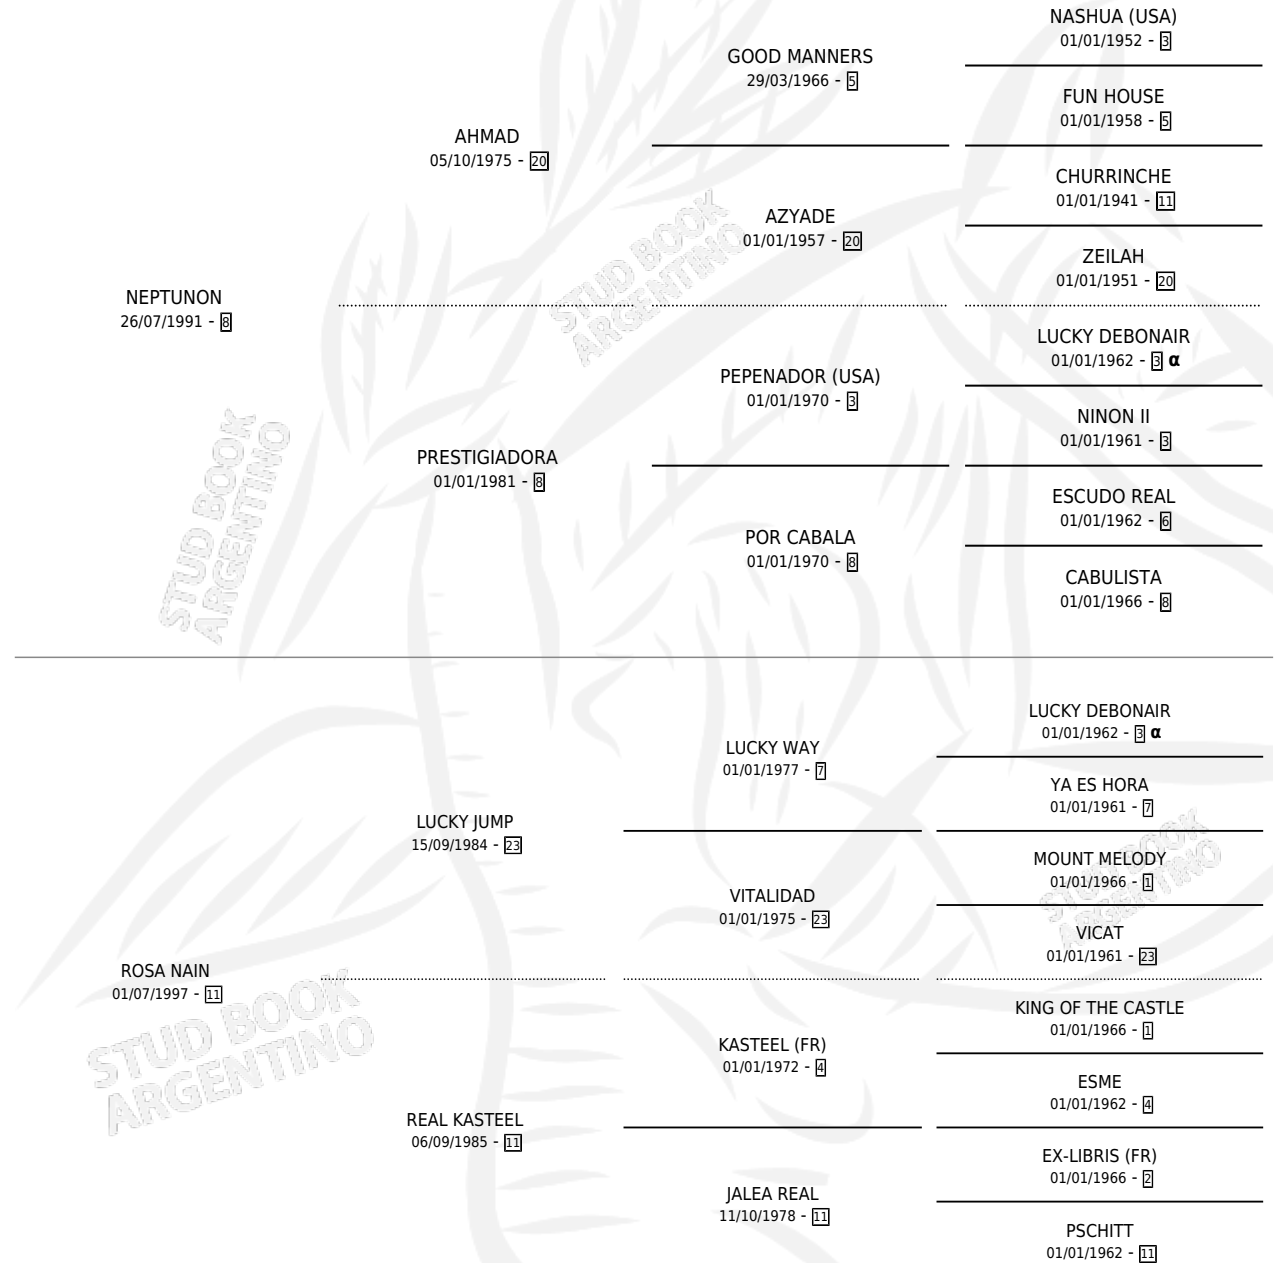 NASHUA (USA)
01/01/1952 - 3
GOOD MANNERS
29/03/1966 - 5
FUN HOUSE
01/01/1958 - 5
AHMAD
05/10/1975 - 20
CHURRINCHE
01/01/1941 - 11
AZYADE
01/01/1957 - 20
ZEILAH
01/01/1951 - 20
NEPTUNON
26/07/1991 - 8
LUCKY DEBONAIR
01/01/1962 - 3 α
PEPENADOR (USA)
01/01/1970 - 3
NINON II
01/01/1961 - 3
PRESTIGIADORA
01/01/1981 - 8
ESCUDO REAL
01/01/1962 - 6
POR CABALA
01/01/1970 - 8
CABULISTA
01/01/1966 - 8
LUCKY DEBONAIR
01/01/1962 - 3 α
LUCKY WAY
01/01/1977 - 7
YA ES HORA
01/01/1961 - 7
LUCKY JUMP
15/09/1984 - 23
MOUNT MELODY
01/01/1966 - 1
VITALIDAD
01/01/1975 - 23
VICAT
01/01/1961 - 23
ROSA NAIN
01/07/1997 - 11
KING OF THE CASTLE
01/01/1966 - 1
KASTEEL (FR)
01/01/1972 - 4
ESME
01/01/1962 - 4
REAL KASTEEL
06/09/1985 - 11
EX-LIBRIS (FR)
01/01/1966 - 2
JALEA REAL
11/10/1978 - 11
PSCHITT
01/01/1962 - 11
STUD BOOK
ARGENTINO
STUD BOOK
ARGENTINO
STUD BOOK
ARGENTINO
STUD BOOK
ARGENTINO